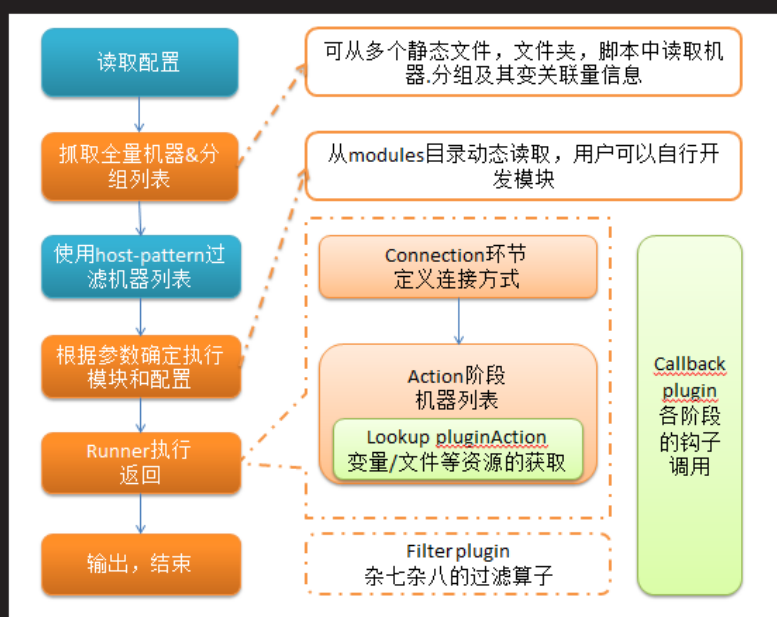 读取配置
可从多个静态文件，文件夹，脚本中读取机
器.分组及其变关联量信息
抓取全量机器&分
组列表
从modules目录动态读取，用户可以自行开
发模块
使用host-pattern过
滤机器列表
Connection环节
定义连接方式
根据参数确定执行
模块和配置
Action阶段
机器列表
Lookup pluginAction
变量/文件等资源的获取
Callback
plugin
各阶段
的钩子
调用
Runner执行
返回
输出，结束
Filter plugin
杂七杂八的过滤算子